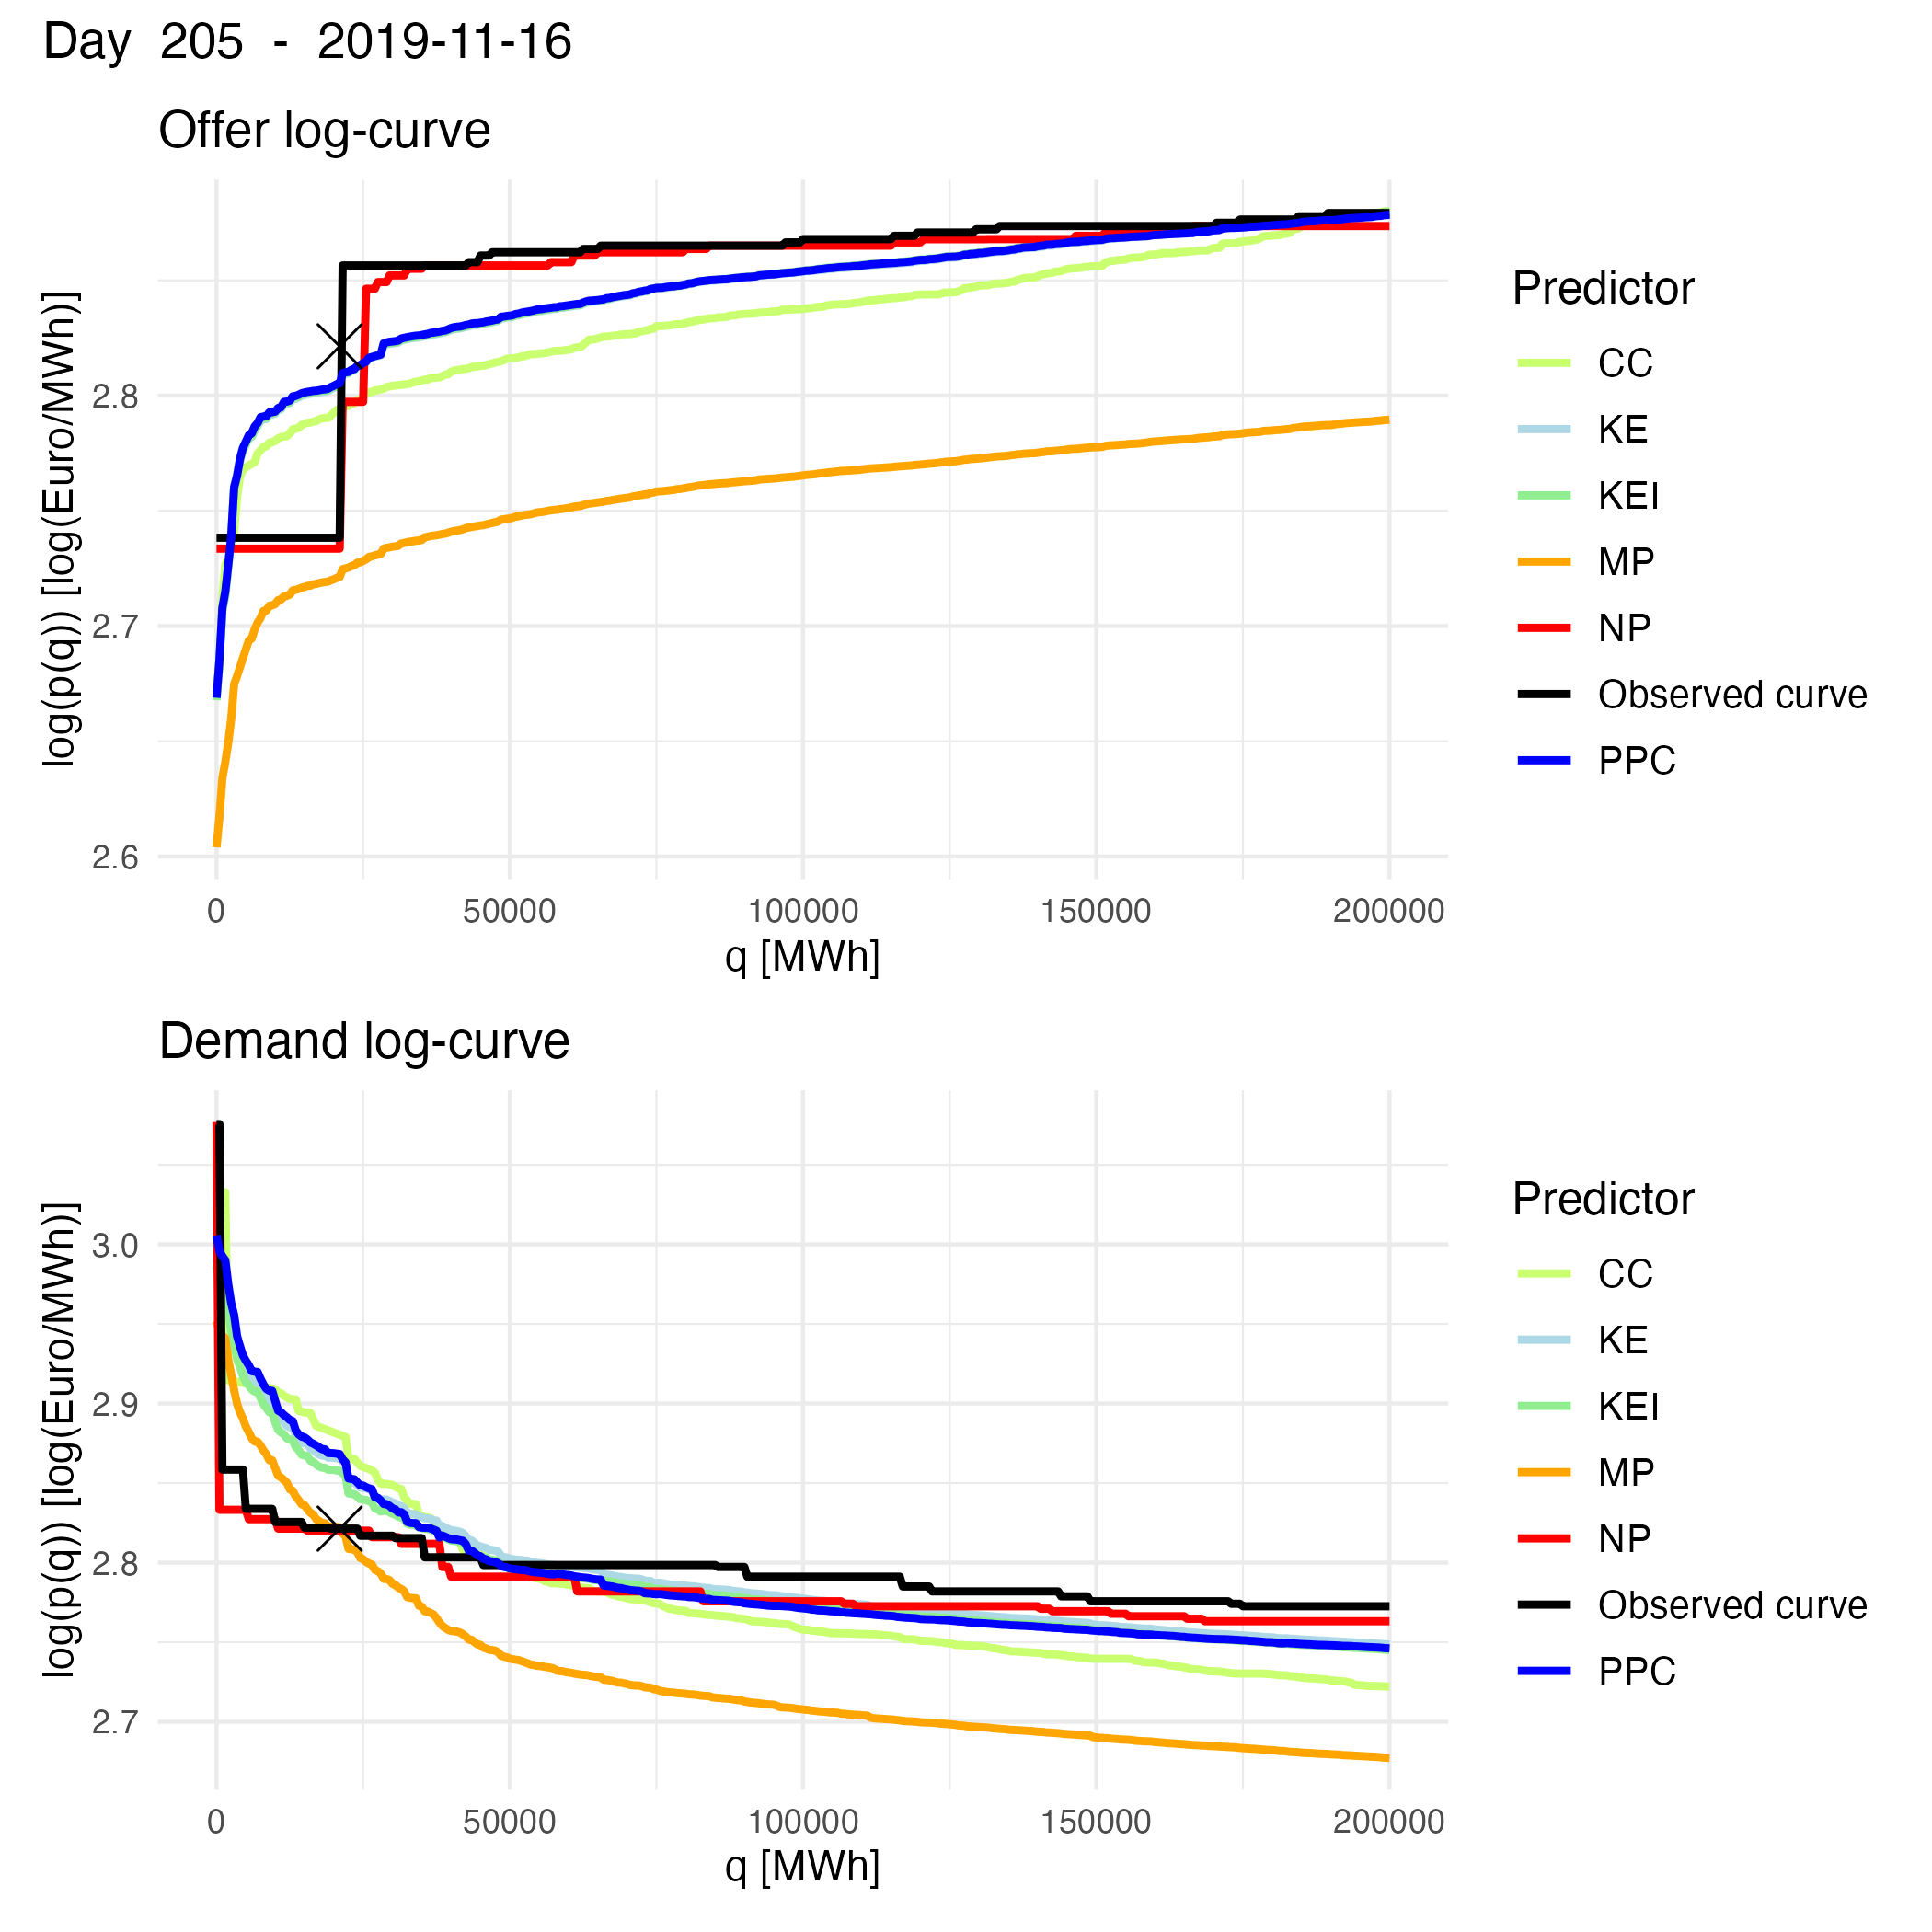 Day 205 - 2019-11-16
Offer log-curve
log(p(q)) [log(Euro/MWh)]
2.8
2.7
2.6
0 50000 100000 150000 200000
q [MWh]
Predictor
CC
KE
KEI
MP
NP
Observed curve
PPC
Demand log-curve
log(p(q)) [log(Euro/MWh)]
3.0
2.9
2.8
2.7
0 50000 100000 150000 200000
q [MWh]
Predictor
CC
KE
KEI
MP
NP
Observed curve
PPC